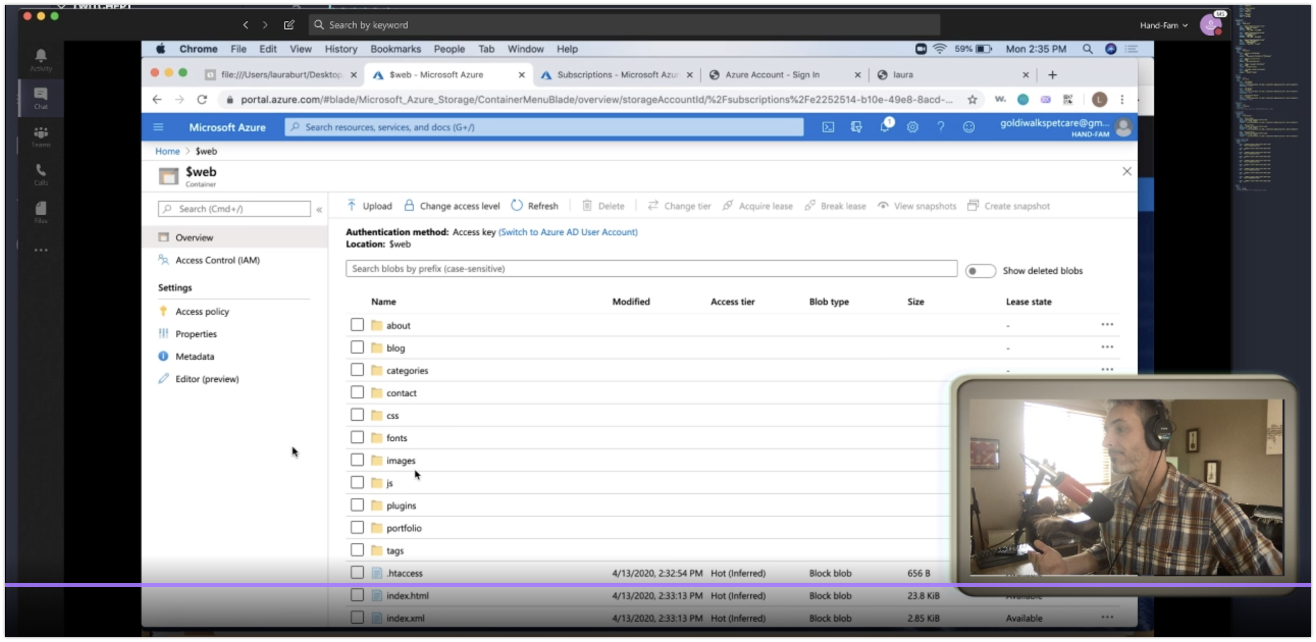 Search by keyword
Hand-Fam
Chrome File Edit View History Bookmarks People Tab Window Help
59% Mon 2:35 PM
file:///Users/lauraburt/Desktop
$web - Microsoft Azure
Subscriptions - Microsoft Azur
Azure Account - Sign In
laura
portal.azure.com/#blade/Microsoft_Azure_Storage/ContainerMenuBlade/overview/storageAccountId/%2Fsubscriptions%2Fe2252514-b10e-49e8-8acd-...
W.
L
Activity
Chat
Teams
Calls
Files
Microsoft Azure
Search resources, services, and docs (G+/)
1
goldiwalkspetcare@gm...
HAND-FAM
Home > $web
$web
Container
Search (Cmd+/)
Overview
Access Control (IAM)
Settings
Access policy
Properties
Metadata
Editor (preview)
Upload Change access level Refresh Delete Change tier Acquire lease Break lease View snapshots Create snapshot
Authentication method: Access key (Switch to Azure AD User Account)
Location: $web
Search blobs by prefix (case-sensitive)
Show deleted blobs
Name Modified Access tier Blob type Size Lease state
about -
blog -
categories -
contact
css
fonts
images
js
plugins
portfolio
tags
.htaccess 4/13/2020, 2:32:54 PM Hot (Inferred) Block blob 656 B
index.html 4/13/2020, 2:33:13 PM Hot (Inferred) Block blob 23.8 KiB Available
index.xml 4/13/2020, 2:33:13 PM Hot (Inferred) Block blob 2.85 KiB Available